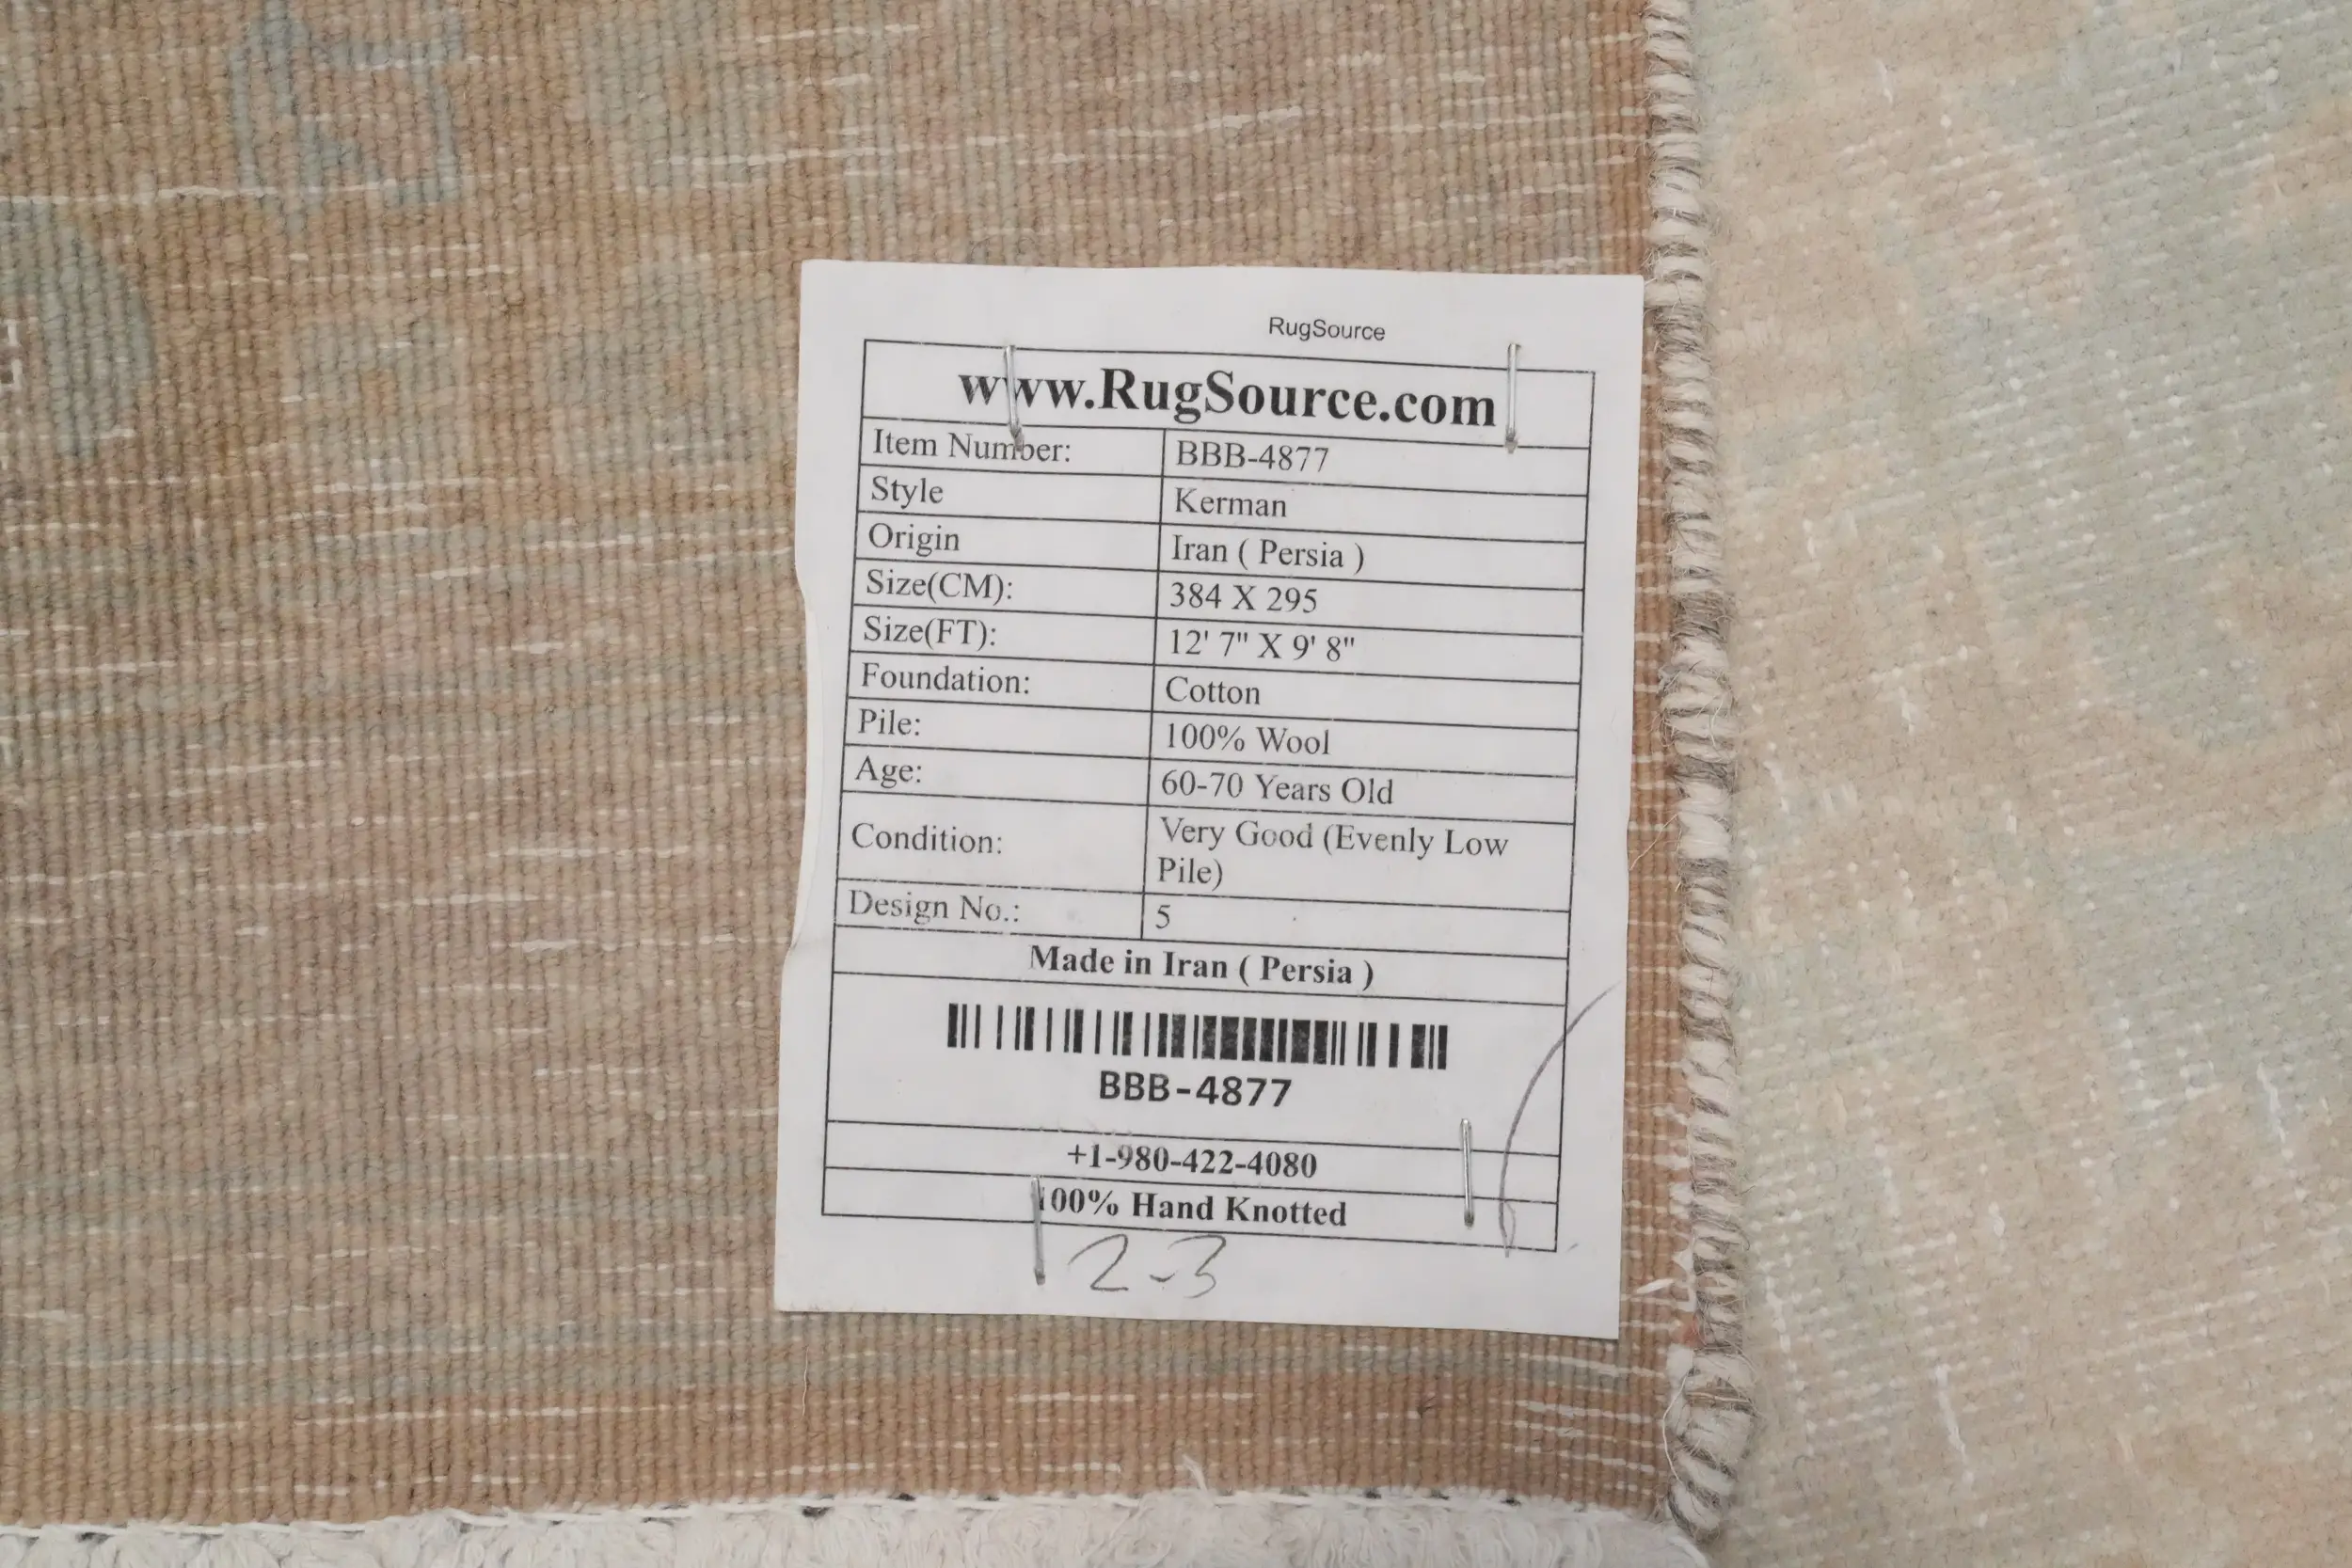 RugSource
www.RugSource.com
Item Number: BBB-4877
Style Kerman
Origin Iran ( Persia )
Size(CM): 384 X 295
Size(FT): 12' 7" X 9' 8"
Foundation: Cotton
Pile: 100% Wool
Age: 60-70 Years Old
Condition: Very Good (Evenly Low
Pile)
Design No.: 5
Made in Iran ( Persia )
BBB-4877
+1-980-422-4080
100% Hand Knotted
2-3